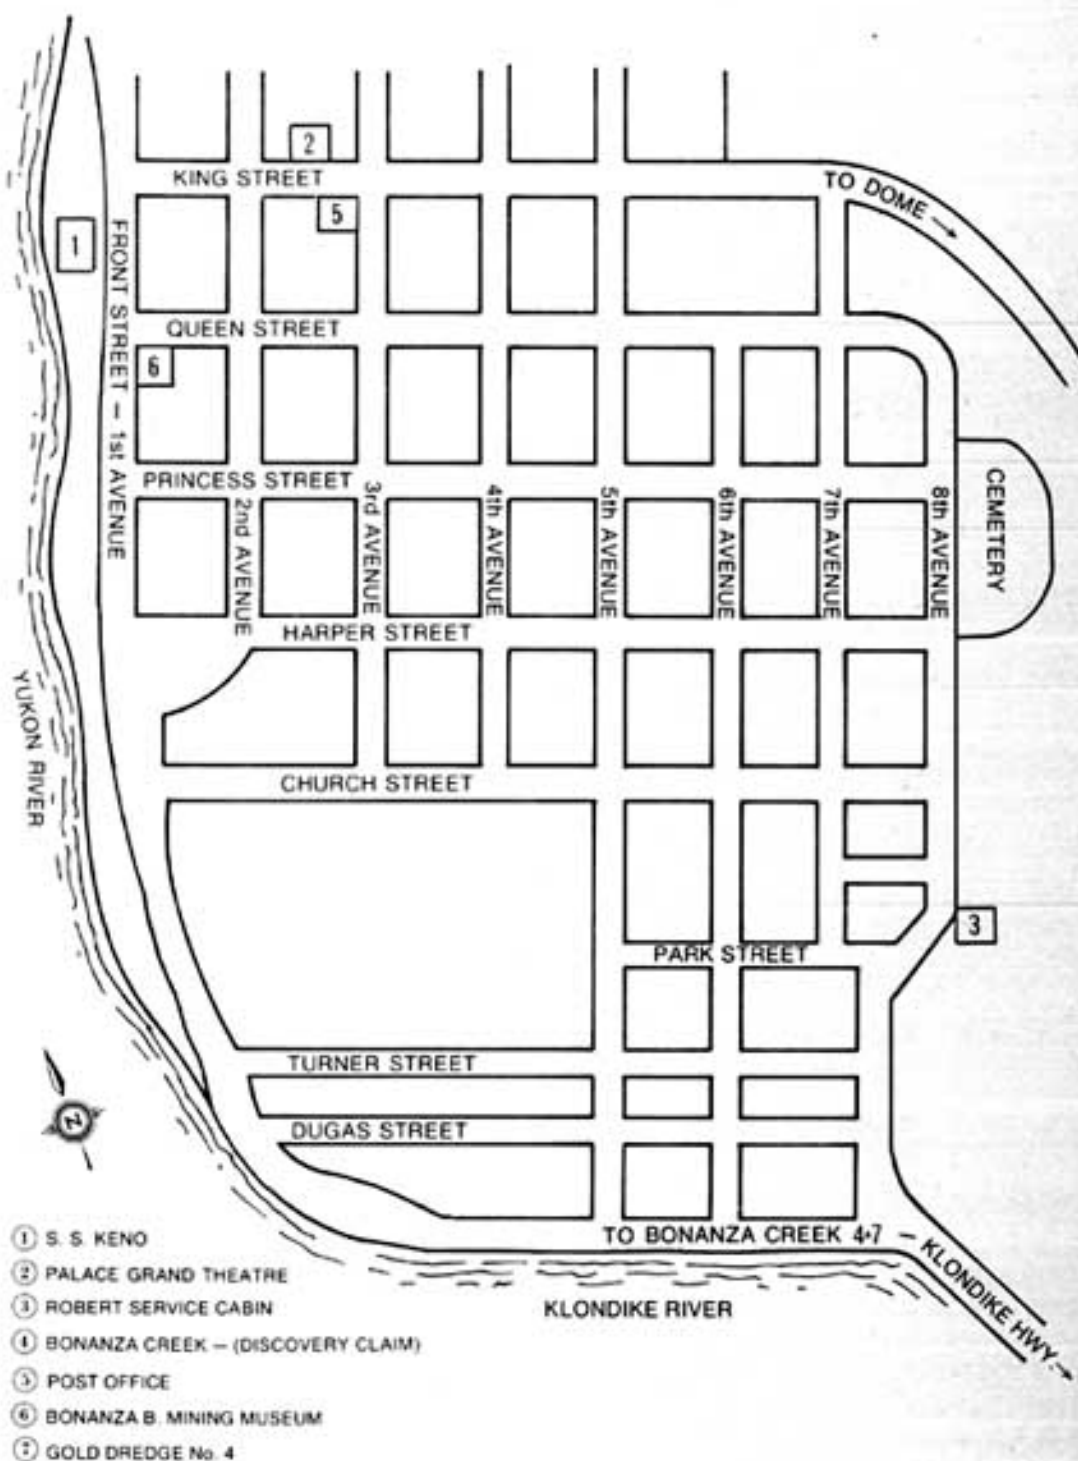 2
KING STREET
TO DOME →
5
1
FRONT STREET – 1st AVENUE
QUEEN STREET
6
PRINCESS STREET
2nd AVENUE
3rd AVENUE
4th AVENUE
5th AVENUE
6th AVENUE
7th AVENUE
8th AVENUE
CEMETERY
HARPER STREET
YUKON RIVER
CHURCH STREET
3
PARK STREET
TURNER STREET
N
DUGAS STREET
TO BONANZA CREEK 4+7
– KLONDIKE HWY. →
KLONDIKE RIVER
1 S. S. KENO
2 PALACE GRAND THEATRE
3 ROBERT SERVICE CABIN
4 BONANZA CREEK – (DISCOVERY CLAIM)
5 POST OFFICE
6 BONANZA B. MINING MUSEUM
7 GOLD DREDGE No. 4